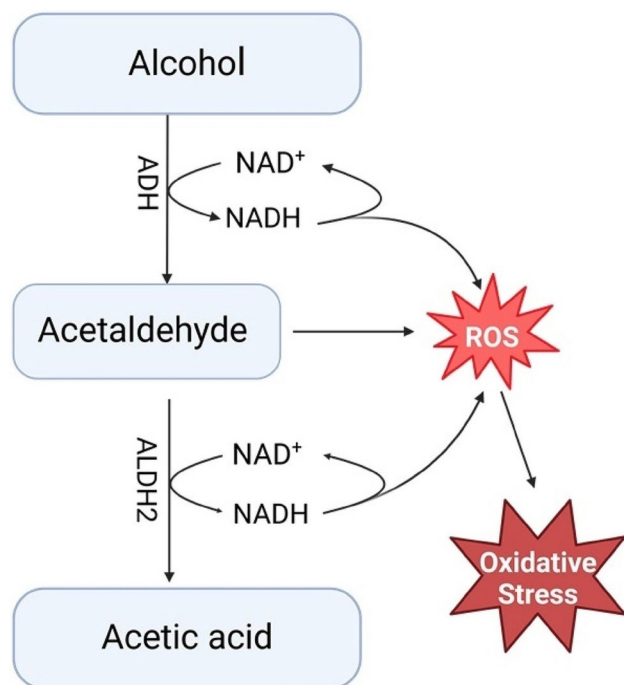 Alcohol
ADH
NAD⁺
NADH
Acetaldehyde
ROS
ALDH2
NAD⁺
NADH
Oxidative
Stress
Acetic acid